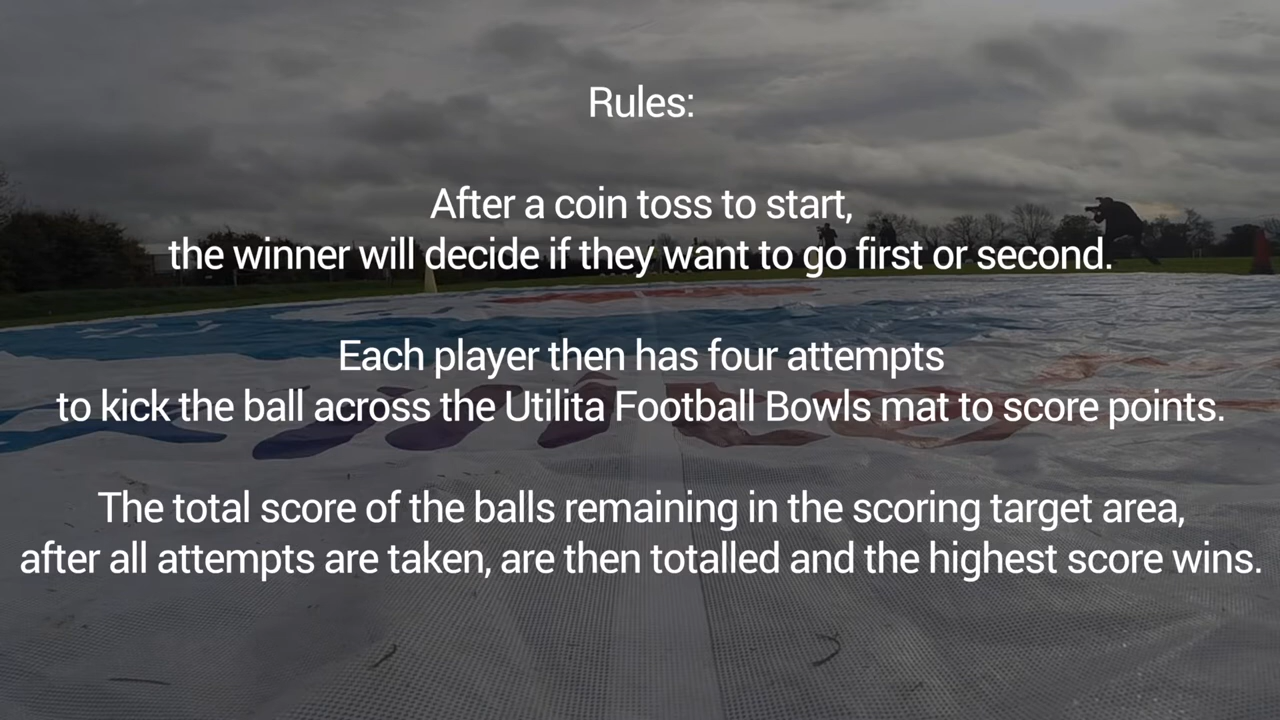 Rules:
After a coin toss to start,
the winner will decide if they want to go first or second.
Each player then has four attempts
to kick the ball across the Utilita Football Bowls mat to score points.
The total score of the balls remaining in the scoring target area,
after all attempts are taken, are then totalled and the highest score wins.